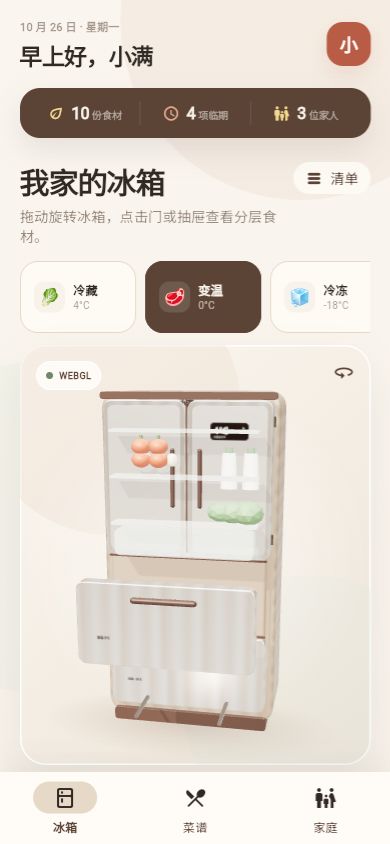 10 月 26 日 · 星期一
早上好，小满
小
10 份食材
4 项临期
3 位家人
我家的冰箱
清单
拖动旋转冰箱，点击门或抽屉查看分层食
材。
冷藏
4°C
变温
0°C
冷冻
-18°C
WEBGL
冰箱
菜谱
家庭